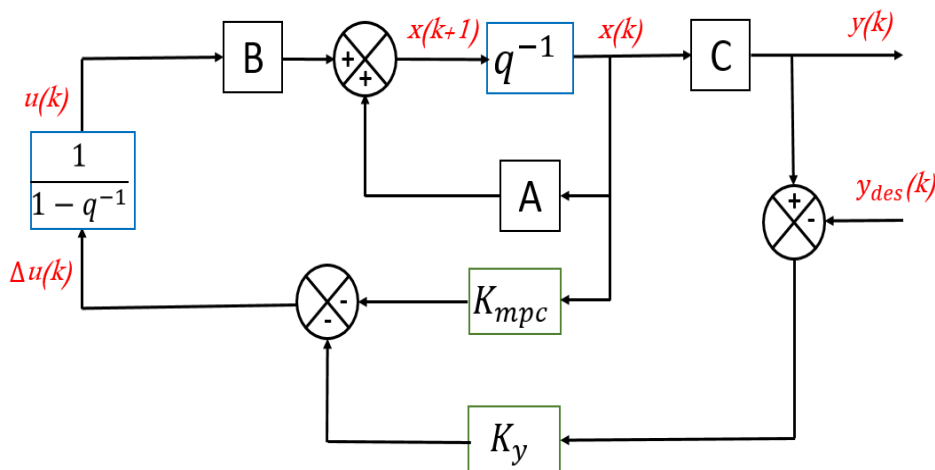 x(k+1)
x(k)
y(k)
B
+
+
q⁻¹
C
u(k)
1
1 − q⁻¹
A
+
-
y_des(k)
Δu(k)
-
-
K_mpc
K_y